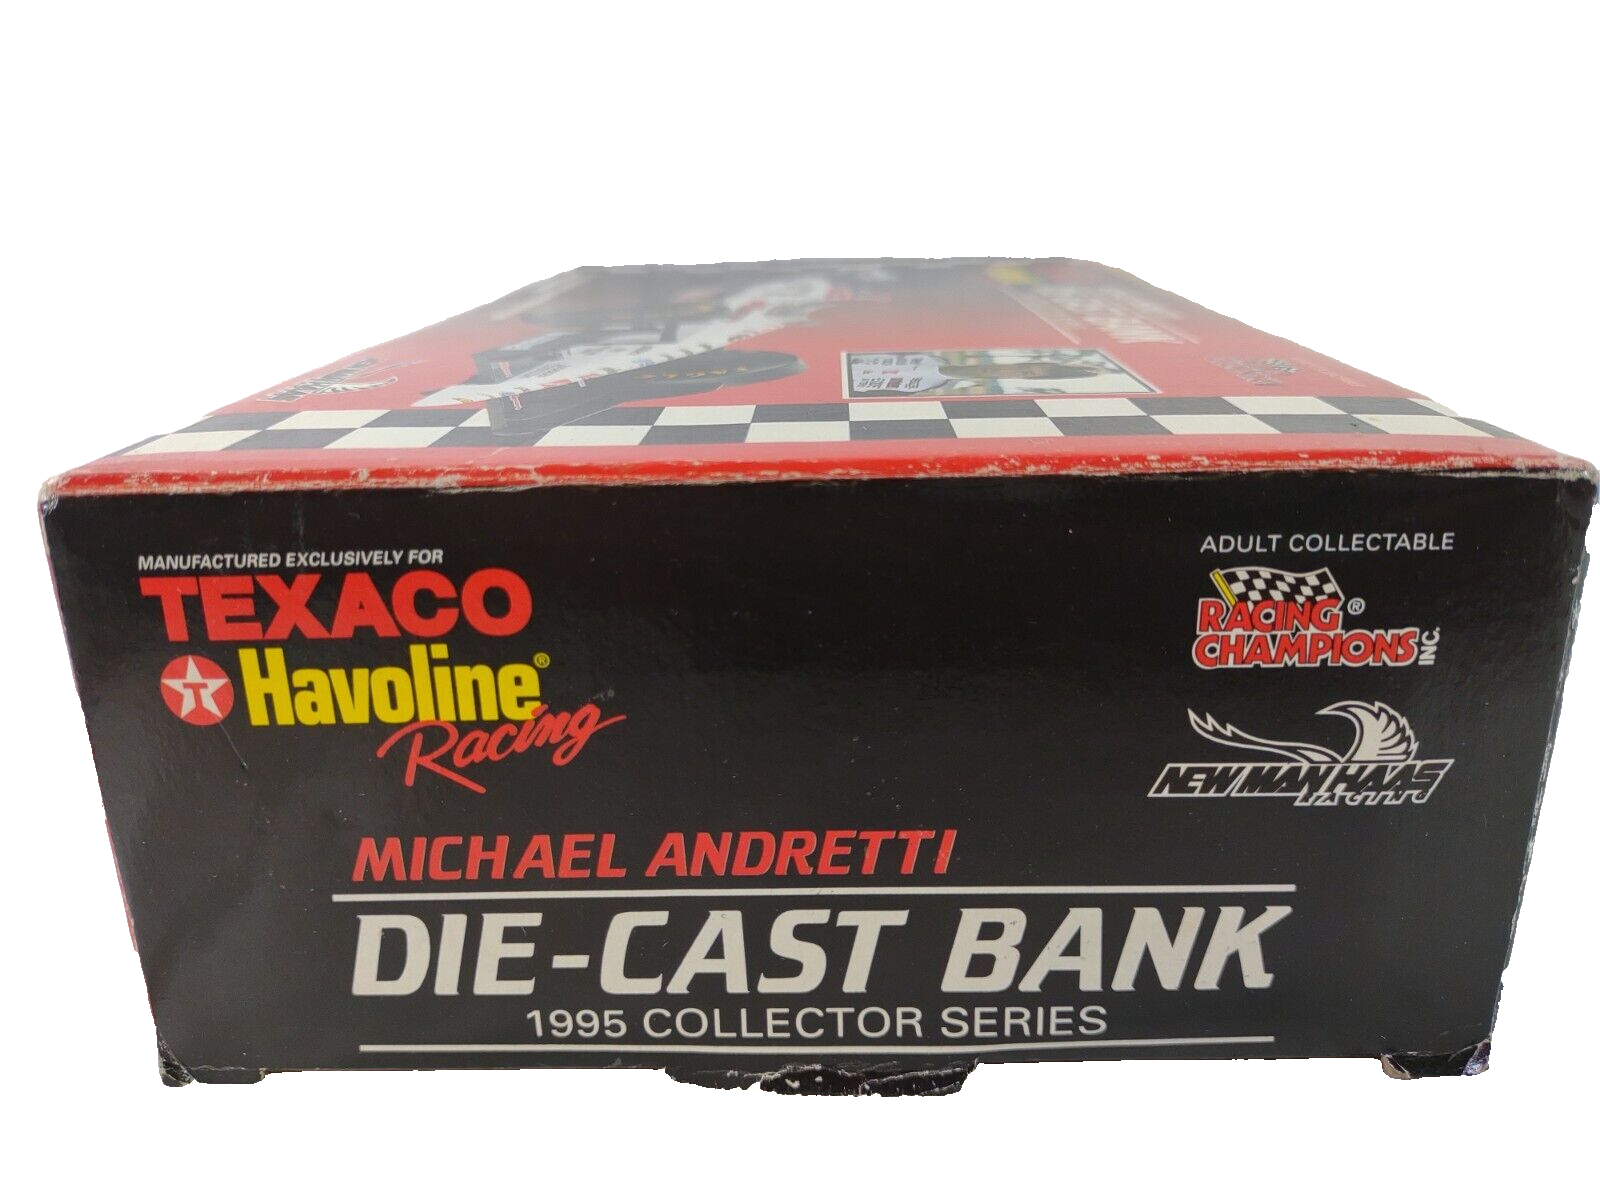 MANUFACTURED EXCLUSIVELY FOR
TEXACO
T Havoline®
Racing
ADULT COLLECTABLE
RACING ®
CHAMPIONS INC.
NEWMAN HAAS
RACING
MICHAEL ANDRETTI
DIE-CAST BANK
1995 COLLECTOR SERIES